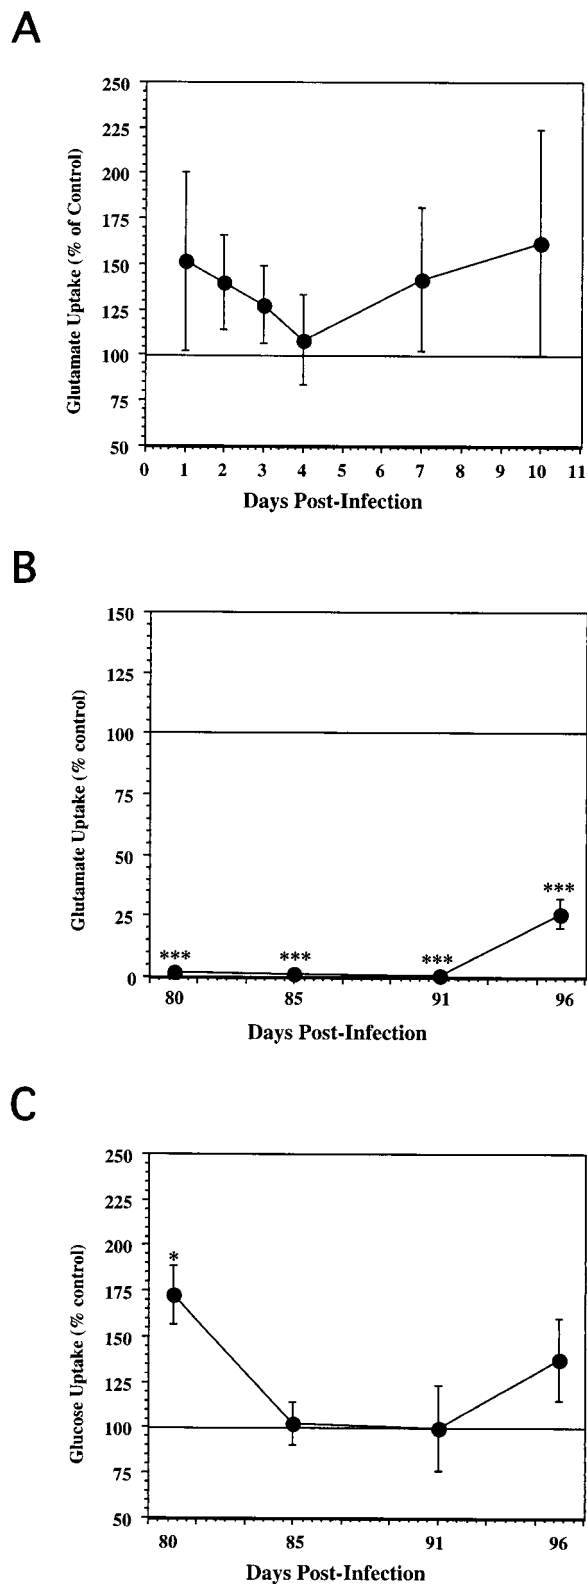 A
Glutamate Uptake (% of Control)
250
225
200
175
150
125
100
75
50
0 1 2 3 4 5 6 7 8 9 10 11
Days Post-Infection
B
Glutamate Uptake (% control)
150
125
100
75
50
25
0
***
*** *** ***
80 85 91 96
Days Post-Infection
C
Glucose Uptake (% control)
250
225
200
175
150
125
100
75
50
*
80 85 91 96
Days Post-Infection